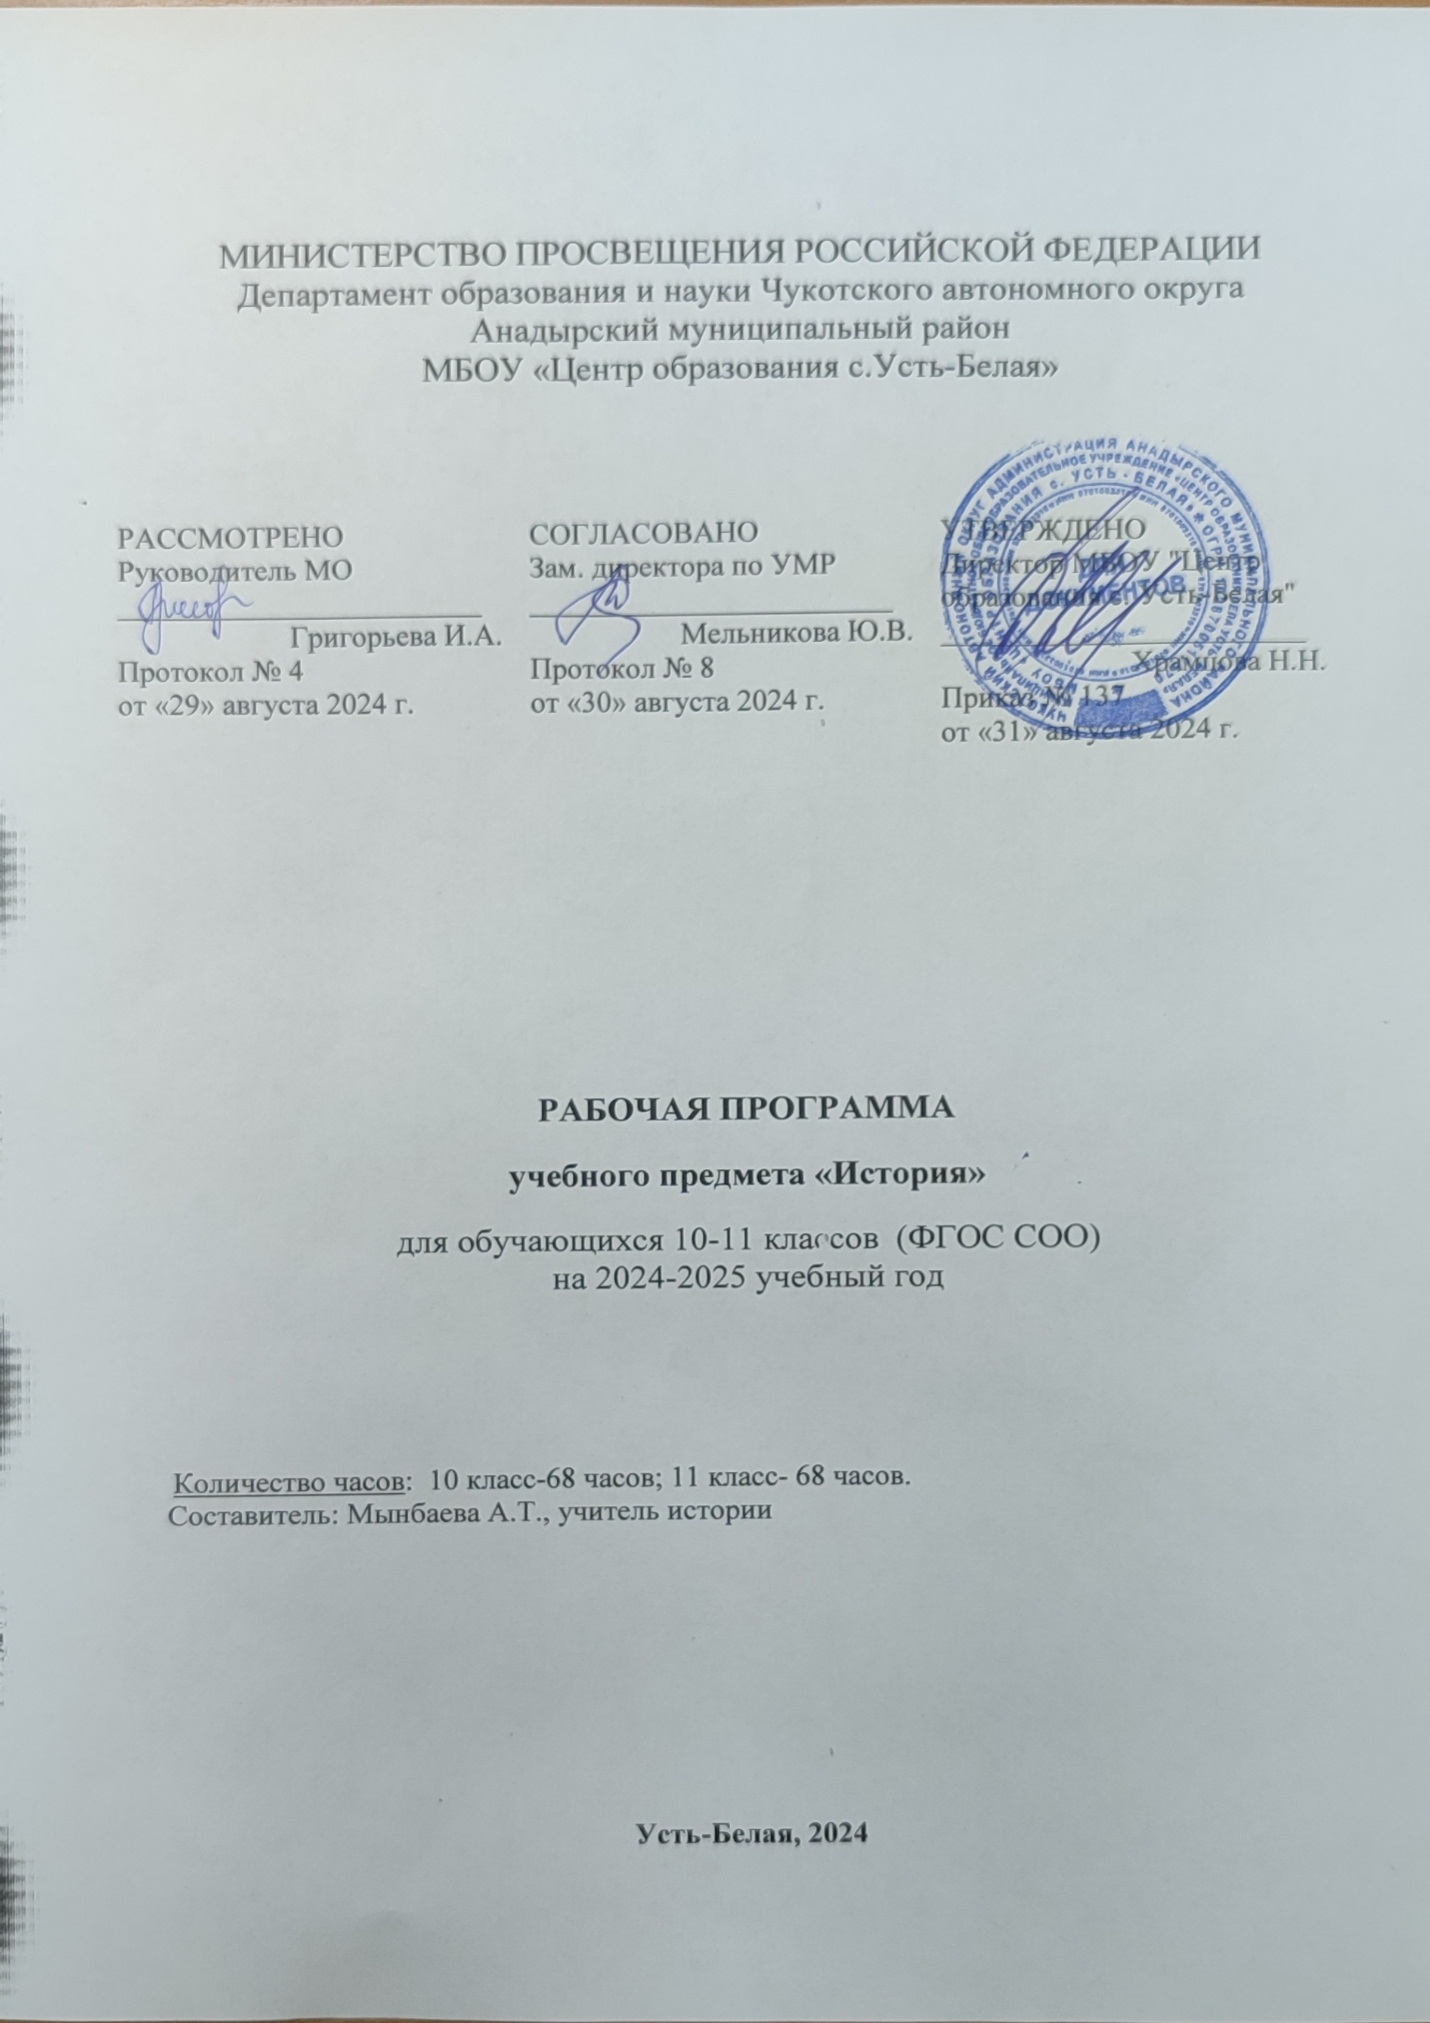 МИНИСТЕРСТВО ПРОСВЕЩЕНИЯ РОССИЙСКОЙ ФЕДЕРАЦИИ
Департамент образования и науки Чукотского автономного округа
Анадырский муниципальный район
МБОУ «Центр образования с.Усть-Белая»
РАССМОТРЕНО
Руководитель МО
Григорьева И.А.
Протокол № 4
от «29» августа 2024 г.
СОГЛАСОВАНО
Зам. директора по УМР
Мельникова Ю.В.
Протокол № 8
от «30» августа 2024 г.
УТВЕРЖДЕНО
Директор МБОУ "Центр
образования с. Усть-Белая"
Храмцова Н.Н.
Приказ № 137
от «31» августа 2024 г.
ДОКУМЕНТОВ
РАБОЧАЯ ПРОГРАММА
учебного предмета «История»
для обучающихся 10-11 классов (ФГОС СОО)
на 2024-2025 учебный год
Количество часов: 10 класс-68 часов; 11 класс- 68 часов.
Составитель: Мынбаева А.Т., учитель истории
Усть-Белая, 2024